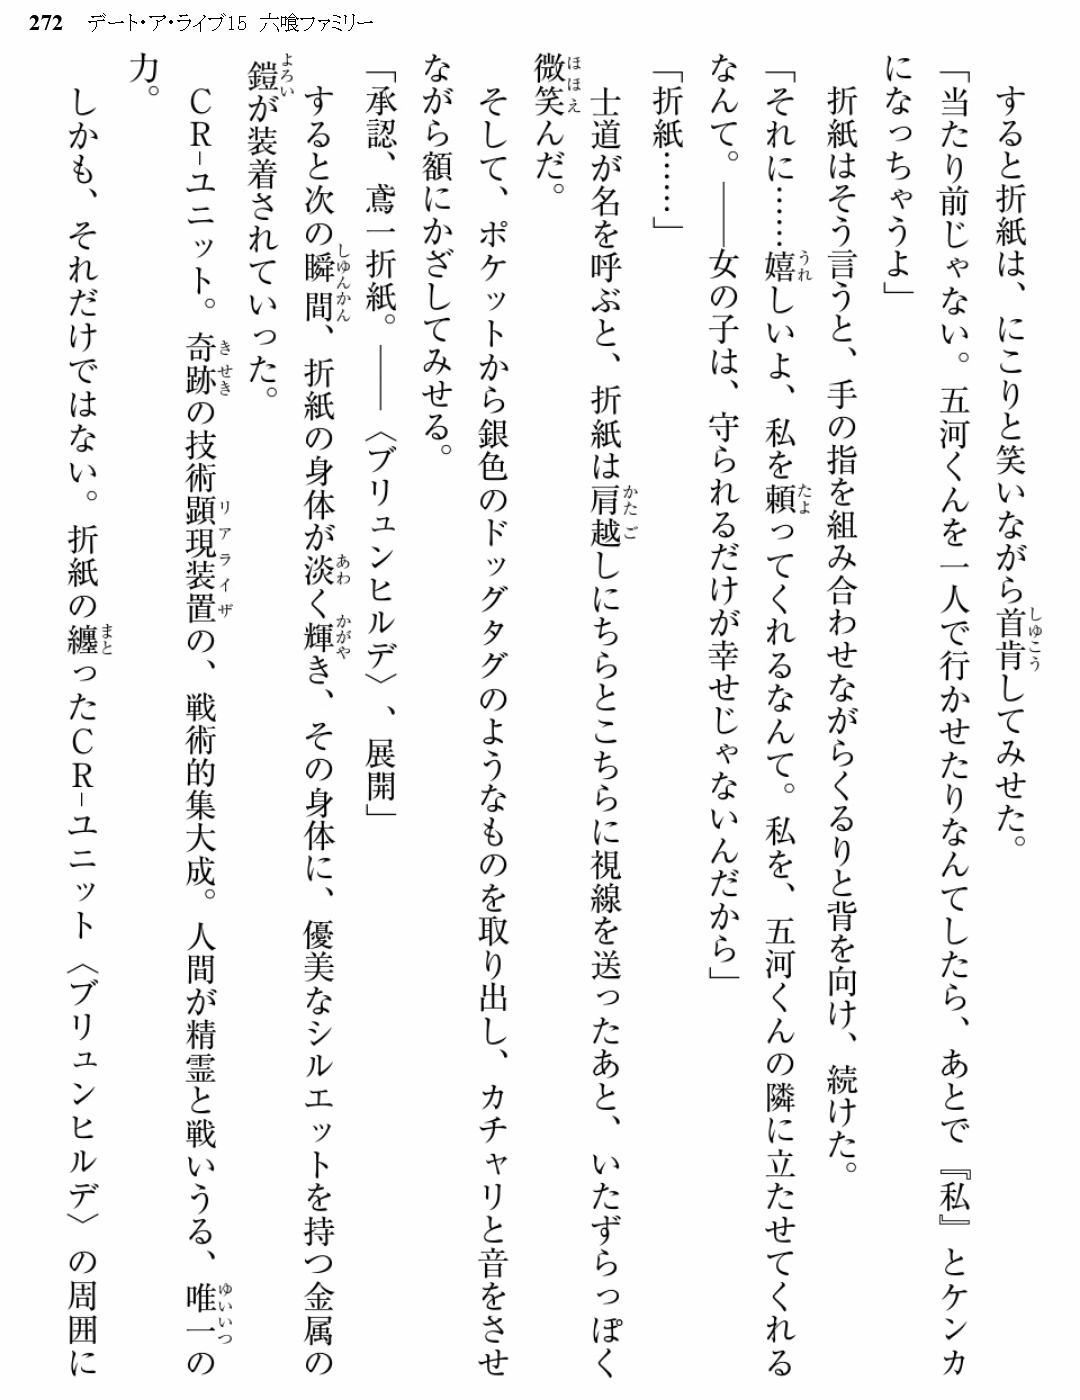 272 デート・ア・ライブ15 六喰ファミリー
すると折紙は、にこりと笑いながら首肯してみせた。
「当たり前じゃない。五河くんを一人で行かせたりなんてしたら、あとで『私』とケンカ
になっちゃうよ」
折紙はそう言うと、手の指を組み合わせながらくるりと背を向け、続けた。
「それに……嬉しいよ、私を頼ってくれるなんて。私を、五河くんの隣に立たせてくれる
なんて。――女の子は、守られるだけが幸せじゃないんだから」
「折紙……」
士道が名を呼ぶと、折紙は肩越しにちらとこちらに視線を送ったあと、いたずらっぽく
微笑んだ。
そして、ポケットから銀色のドッグタグのようなものを取り出し、カチャリと音をさせ
ながら額にかざしてみせる。
「承認、鳶一折紙。――〈ブリュンヒルデ〉、展開」
すると次の瞬間、折紙の身体が淡く輝き、その身体に、優美なシルエットを持つ金属の
鎧が装着されていった。
CR-ユニット。奇跡の技術顕現装置の、戦術的集大成。人間が精霊と戦いうる、唯一の
力。
しかも、それだけではない。折紙の纏ったCR-ユニット〈ブリュンヒルデ〉の周囲に